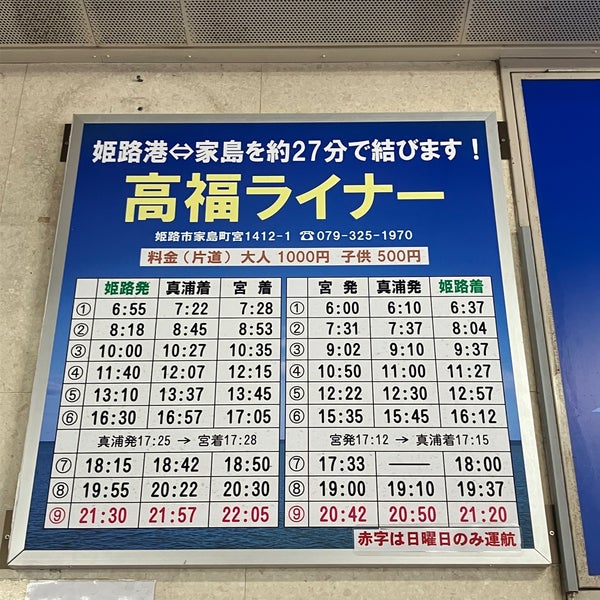 姫路港⇔家島を約27分で結びます！
高福ライナー
姫路市家島町宮1412-1 ☎079-325-1970
料金（片道）大人 1000円 子供 500円
姫路発 真浦着 宮着
① 6:55 7:22 7:28
② 8:18 8:45 8:53
③ 10:00 10:27 10:35
④ 11:40 12:07 12:15
⑤ 13:10 13:37 13:45
⑥ 16:30 16:57 17:05
真浦発17:25 → 宮着17:28
⑦ 18:15 18:42 18:50
⑧ 19:55 20:22 20:30
⑨ 21:30 21:57 22:05
宮発 真浦発 姫路着
① 6:00 6:10 6:37
② 7:31 7:37 8:04
③ 9:02 9:10 9:37
④ 10:50 11:00 11:27
⑤ 12:22 12:30 12:57
⑥ 15:35 15:45 16:12
宮発17:12 → 真浦着17:15
⑦ 17:33 ── 18:00
⑧ 19:00 19:10 19:37
⑨ 20:42 20:50 21:20
赤字は日曜日のみ運航